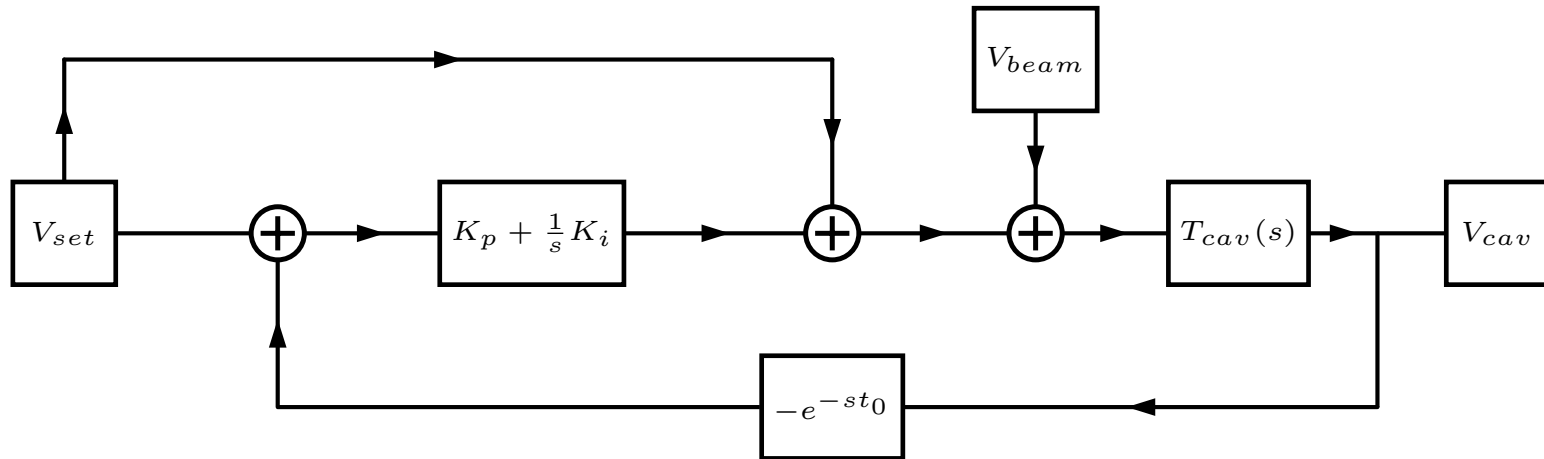 V_{beam}
V_{set}
K_p + \frac{1}{s} K_i
T_{cav}(s)
V_{cav}
-e^{-st_0}